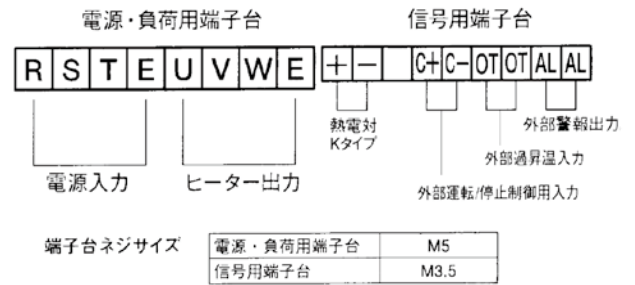 電源・負荷用端子台 信号用端子台
R S T E U V W E + - C+ C- OT OT AL AL
熱電対 外部警報出力
Kタイプ
外部過昇温入力
電源入力 ヒーター出力 外部運転/停止制御用入力
端子台ネジサイズ 電源・負荷用端子台 M5
信号用端子台 M3.5